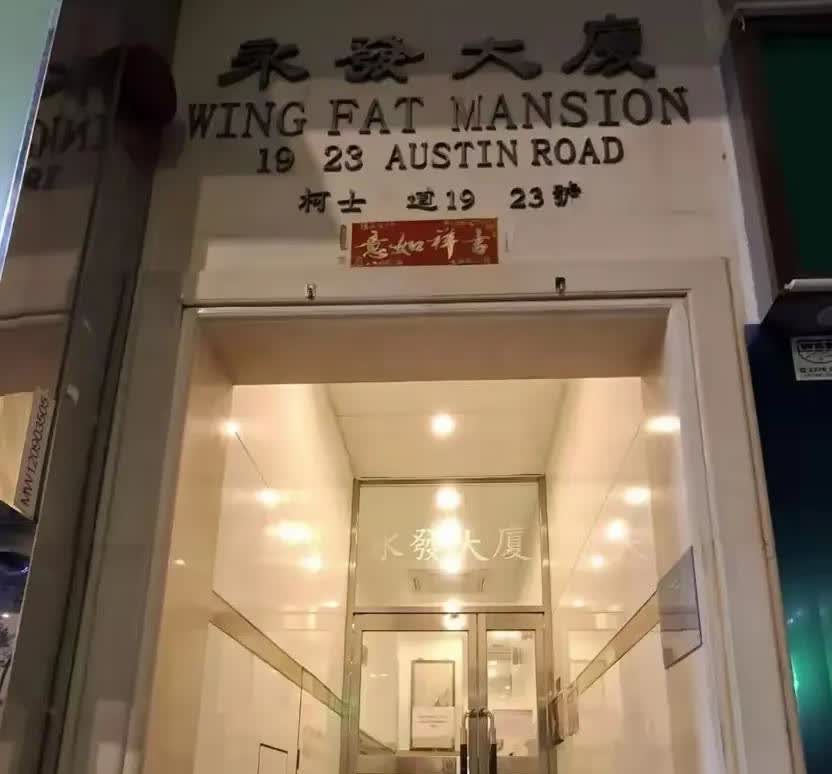 永發大廈
WING FAT MANSION
19 23 AUSTIN ROAD
柯士 道19 23號
意如祥吉
永發大廈
MW120903505